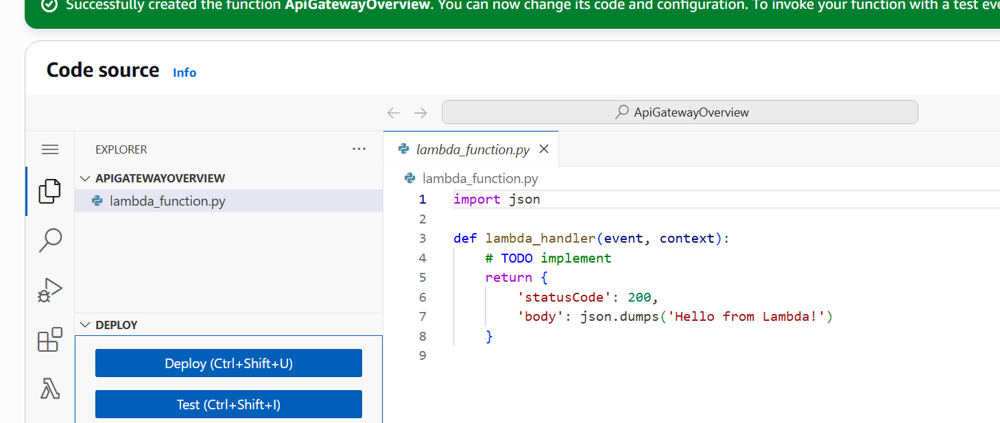 Successfully created the function ApiGatewayOverview. You can now change its code and configuration. To invoke your function with a test
Code source Info
ApiGatewayOverview
EXPLORER ...
lambda_function.py
APIGATEWAYOVERVIEW
lambda_function.py
lambda_function.py
1 import json
2
3 def lambda_handler(event, context):
4     # TODO implement
5     return {
6         'statusCode': 200,
7         'body': json.dumps('Hello from Lambda!')
8     }
9
DEPLOY
Deploy (Ctrl+Shift+U)
Test (Ctrl+Shift+I)